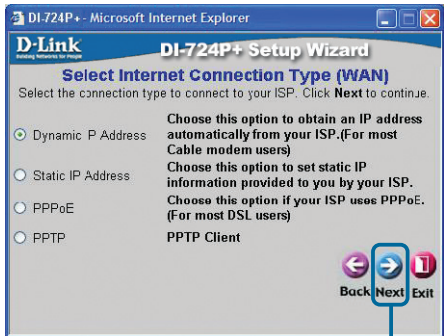 DI-724P+ - Microsoft Internet Explorer
D-Link
Building Networks for People
DI-724P+ Setup Wizard
Select Internet Connection Type (WAN)
Select the connection type to connect to your ISP. Click Next to continue.
Dynamic IP Address
Choose this option to obtain an IP address
automatically from your ISP.(For most
Cable modem users)
Static IP Address
Choose this option to set static IP
information provided to you by your ISP.
PPPoE
Choose this option if your ISP uses PPPoE.
(For most DSL users)
PPTP
PPTP Client
Back Next Exit